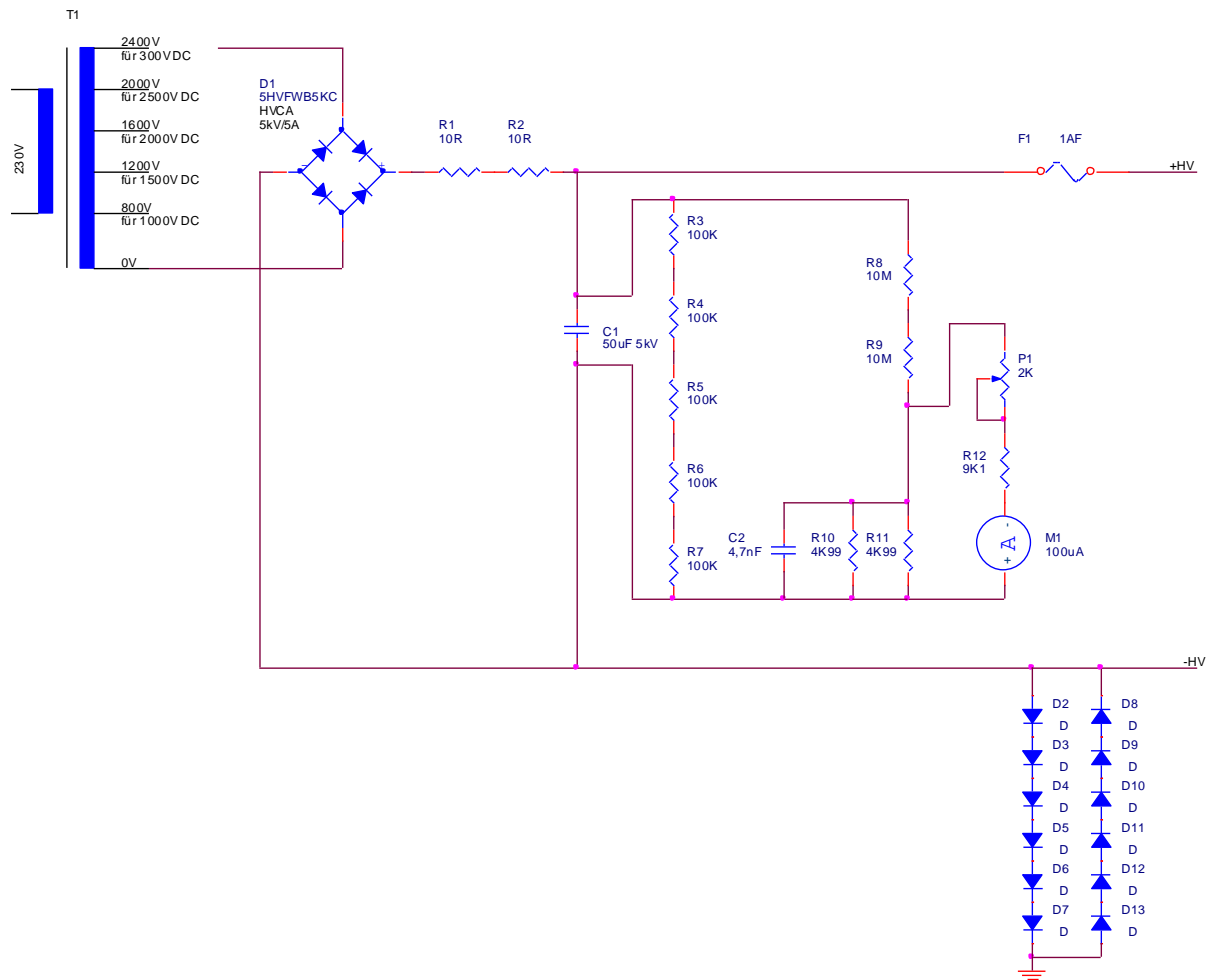 T1
2400V
für 300V DC
2000V
für 2500V DC
1600V
für 2000V DC
1200V
für 1500V DC
800V
für 1000V DC
0V
230V
D1
5HVFWB5KC
HVCA
5kV/5A
-
+
R1
10R
R2
10R
F1 1AF
+HV
R3
100K
R4
100K
R5
100K
R6
100K
R7
100K
C1
50uF 5kV
R8
10M
R9
10M
P1
2K
R12
9K1
C2
4,7nF
R10
4K99
R11
4K99
-
A
+
M1
100uA
-HV
D2
D
D3
D
D4
D
D5
D
D6
D
D7
D
D8
D
D9
D
D10
D
D11
D
D12
D
D13
D